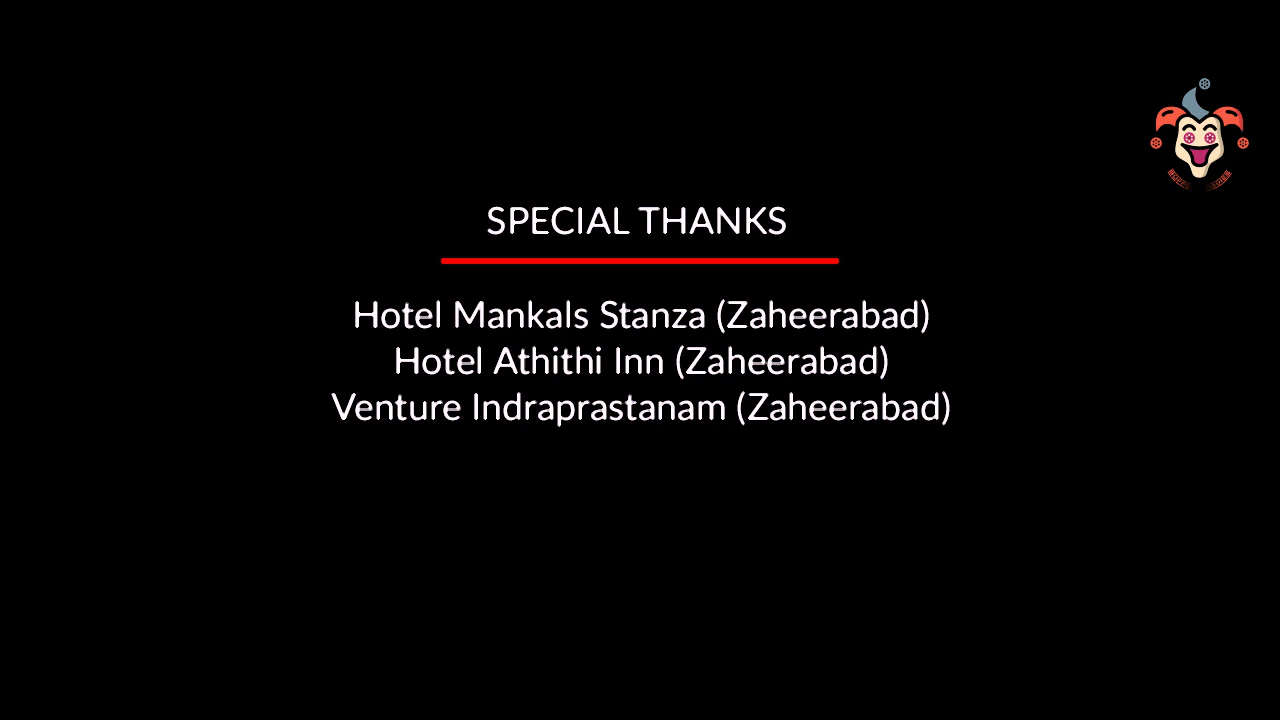 SPECIAL THANKS
Hotel Mankals Stanza (Zaheerabad)
Hotel Athithi Inn (Zaheerabad)
Venture Indraprastanam (Zaheerabad)